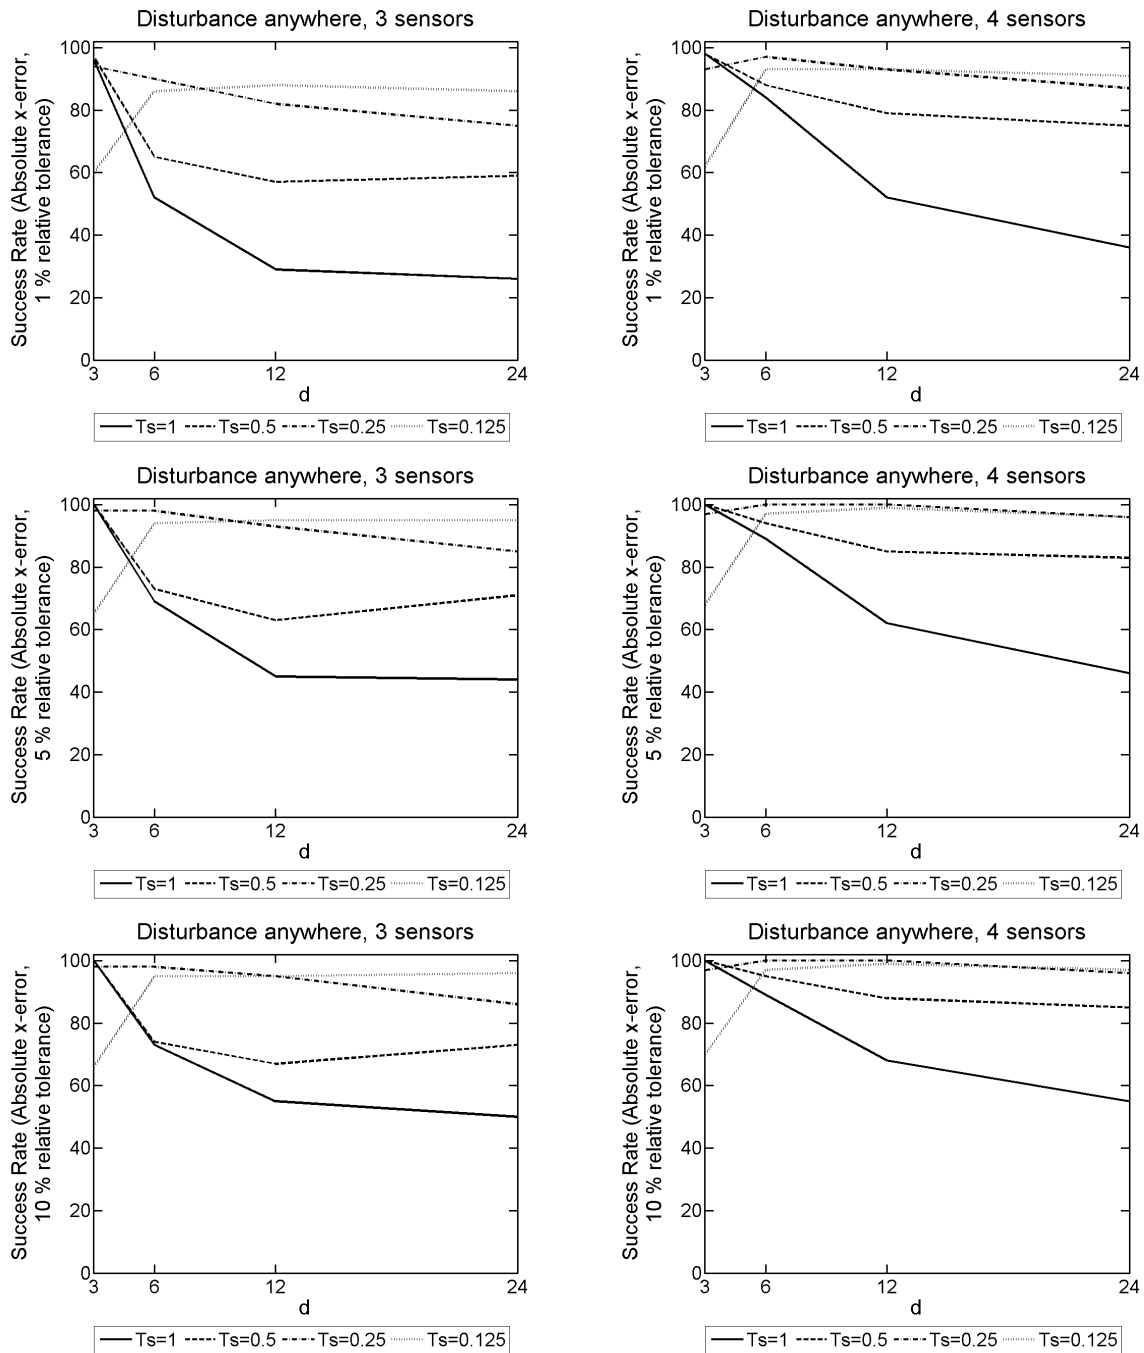 Disturbance anywhere, 3 sensors
Success Rate (Absolute x-error,
1 % relative tolerance)
100
80
60
40
20
0
3 6 12 24
d
Ts=1 Ts=0.5 Ts=0.25 Ts=0.125
Disturbance anywhere, 4 sensors
Success Rate (Absolute x-error,
1 % relative tolerance)
100
80
60
40
20
0
3 6 12 24
d
Ts=1 Ts=0.5 Ts=0.25 Ts=0.125
Disturbance anywhere, 3 sensors
Success Rate (Absolute x-error,
5 % relative tolerance)
100
80
60
40
20
0
3 6 12 24
d
Ts=1 Ts=0.5 Ts=0.25 Ts=0.125
Disturbance anywhere, 4 sensors
Success Rate (Absolute x-error,
5 % relative tolerance)
100
80
60
40
20
0
3 6 12 24
d
Ts=1 Ts=0.5 Ts=0.25 Ts=0.125
Disturbance anywhere, 3 sensors
Success Rate (Absolute x-error,
10 % relative tolerance)
100
80
60
40
20
0
3 6 12 24
d
Ts=1 Ts=0.5 Ts=0.25 Ts=0.125
Disturbance anywhere, 4 sensors
Success Rate (Absolute x-error,
10 % relative tolerance)
100
80
60
40
20
0
3 6 12 24
d
Ts=1 Ts=0.5 Ts=0.25 Ts=0.125